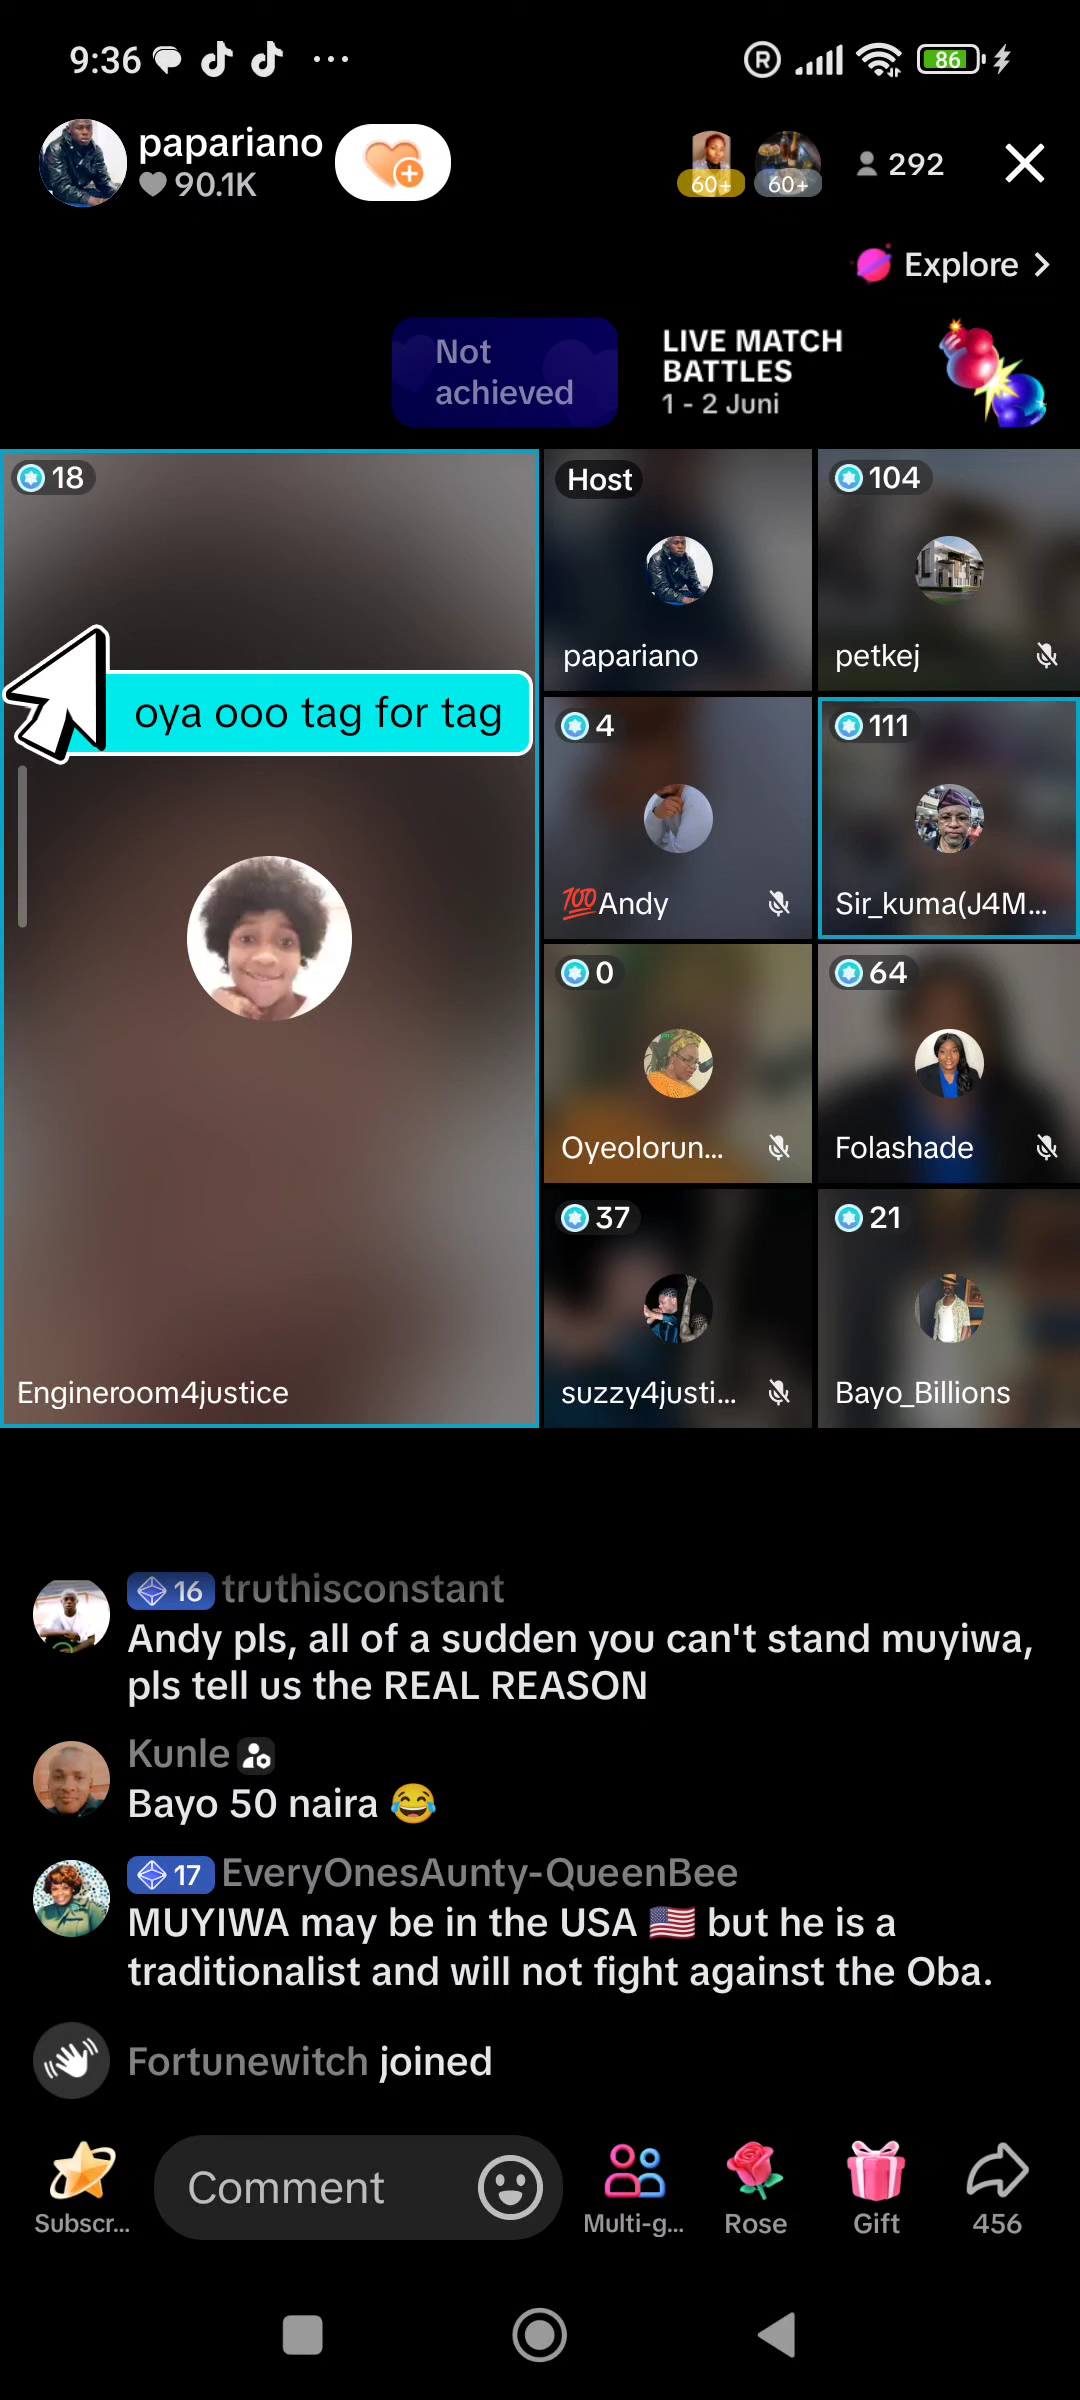 9:36
86
papariano
90.1K
60+
60+
292
Explore
Not
achieved
LIVE MATCH
BATTLES
1 - 2 Juni
18
Host
104
oya ooo tag for tag
papariano
petkej
4
111
💯Andy
Sir_kuma(J4M...
0
64
Oyeolorun...
Folashade
37
21
Engineroom4justice
suzzy4justi...
Bayo_Billions
16 truthisconstant
Andy pls, all of a sudden you can't stand muyiwa,
pls tell us the REAL REASON
Kunle
Bayo 50 naira 😂
17 EveryOnesAunty-QueenBee
MUYIWA may be in the USA 🇺🇸 but he is a
traditionalist and will not fight against the Oba.
Fortunewitch joined
Comment
Subscr...
Multi-g...
Rose
Gift
456